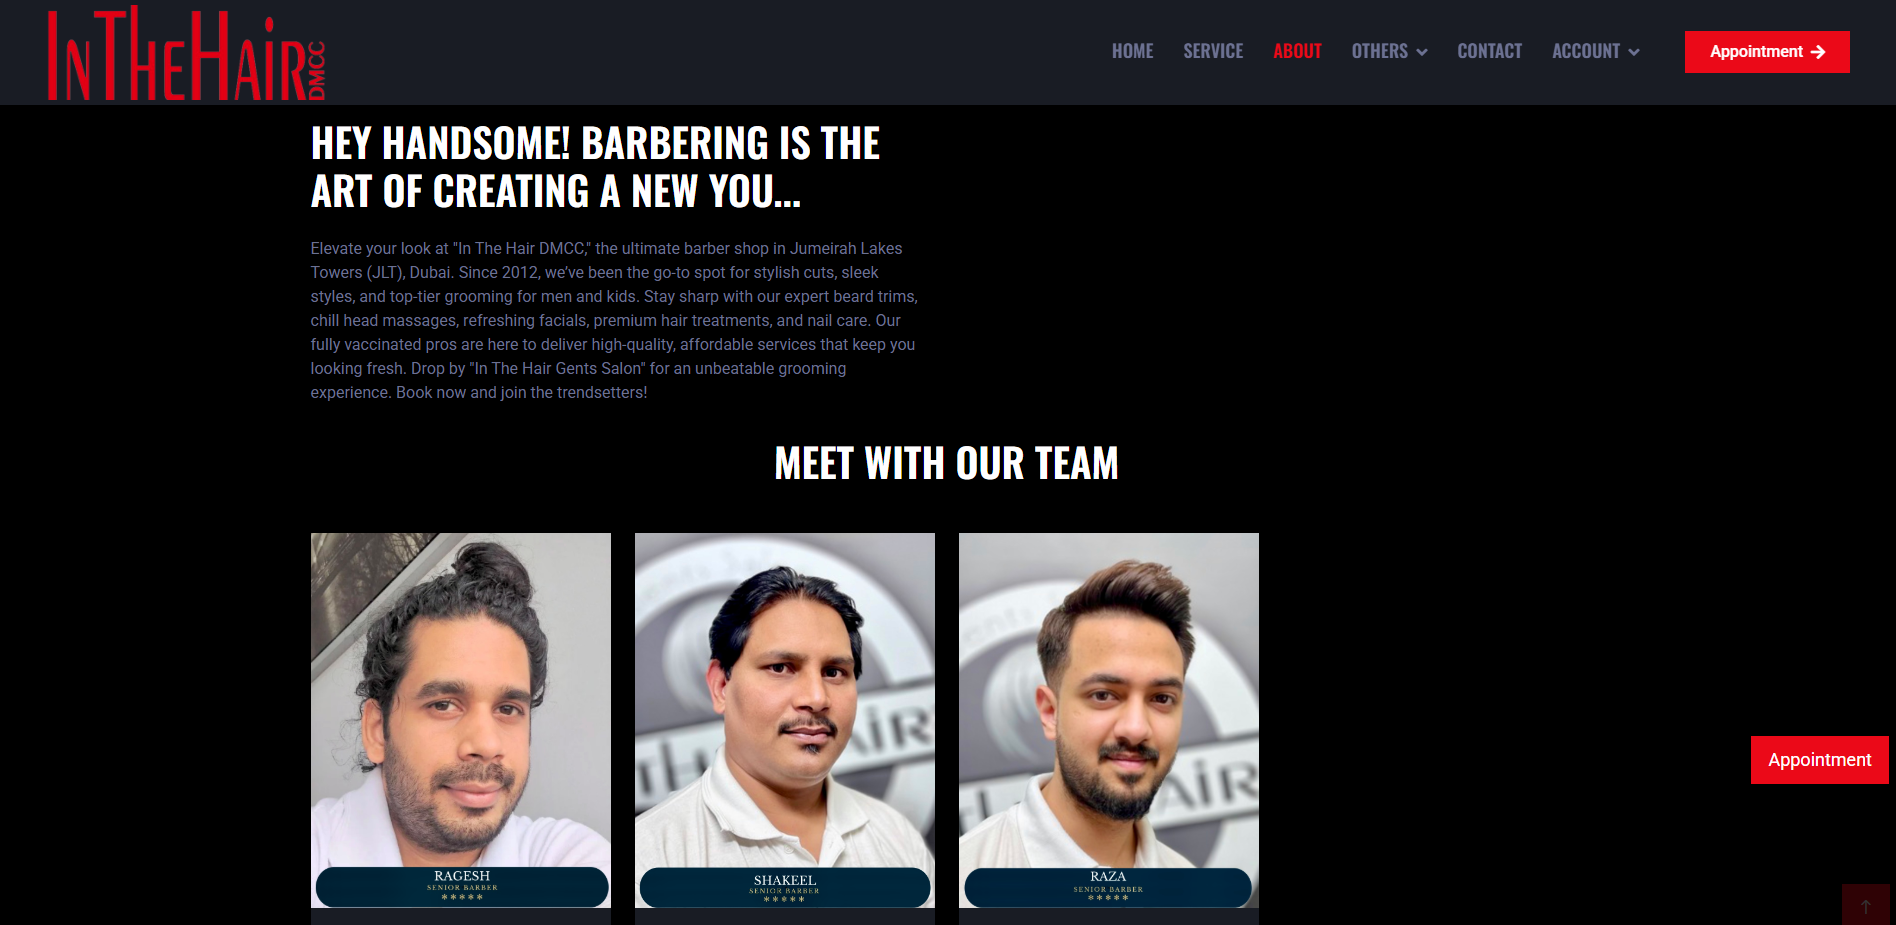 InTheHair DMCC
HOME SERVICE ABOUT OTHERS CONTACT ACCOUNT Appointment →
HEY HANDSOME! BARBERING IS THE
ART OF CREATING A NEW YOU...
Elevate your look at "In The Hair DMCC," the ultimate barber shop in Jumeirah Lakes
Towers (JLT), Dubai. Since 2012, we’ve been the go-to spot for stylish cuts, sleek
styles, and top-tier grooming for men and kids. Stay sharp with our expert beard trims,
chill head massages, refreshing facials, premium hair treatments, and nail care. Our
fully vaccinated pros are here to deliver high-quality, affordable services that keep you
looking fresh. Drop by "In The Hair Gents Salon" for an unbeatable grooming
experience. Book now and join the trendsetters!
MEET WITH OUR TEAM
RAGESH
SENIOR BARBER
SHAKEEL
SENIOR BARBER
RAZA
SENIOR BARBER
Appointment